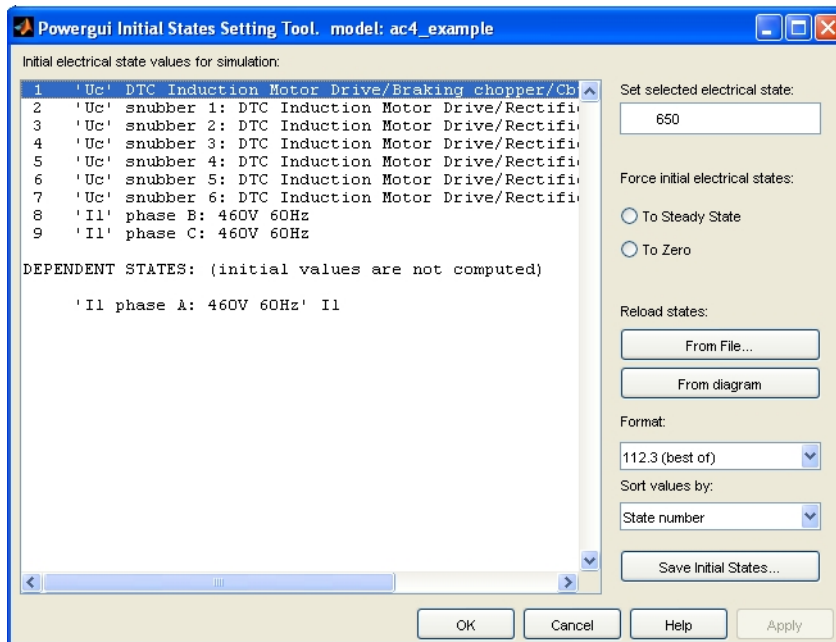 Powergui Initial States Setting Tool. model: ac4_example
Initial electrical state values for simulation:
1 'Uc' DTC Induction Motor Drive/Braking chopper/Cb
2 'Uc' snubber 1: DTC Induction Motor Drive/Rectifi
3 'Uc' snubber 2: DTC Induction Motor Drive/Rectifi
4 'Uc' snubber 3: DTC Induction Motor Drive/Rectifi
5 'Uc' snubber 4: DTC Induction Motor Drive/Rectifi
6 'Uc' snubber 5: DTC Induction Motor Drive/Rectifi
7 'Uc' snubber 6: DTC Induction Motor Drive/Rectifi
8 'Il' phase B: 460V 60Hz
9 'Il' phase C: 460V 60Hz
DEPENDENT STATES: (initial values are not computed)
'Il phase A: 460V 60Hz' Il
Set selected electrical state:
650
Force initial electrical states:
To Steady State
To Zero
Reload states:
From File...
From diagram
Format:
112.3 (best of)
Sort values by:
State number
Save Initial States...
OK
Cancel
Help
Apply